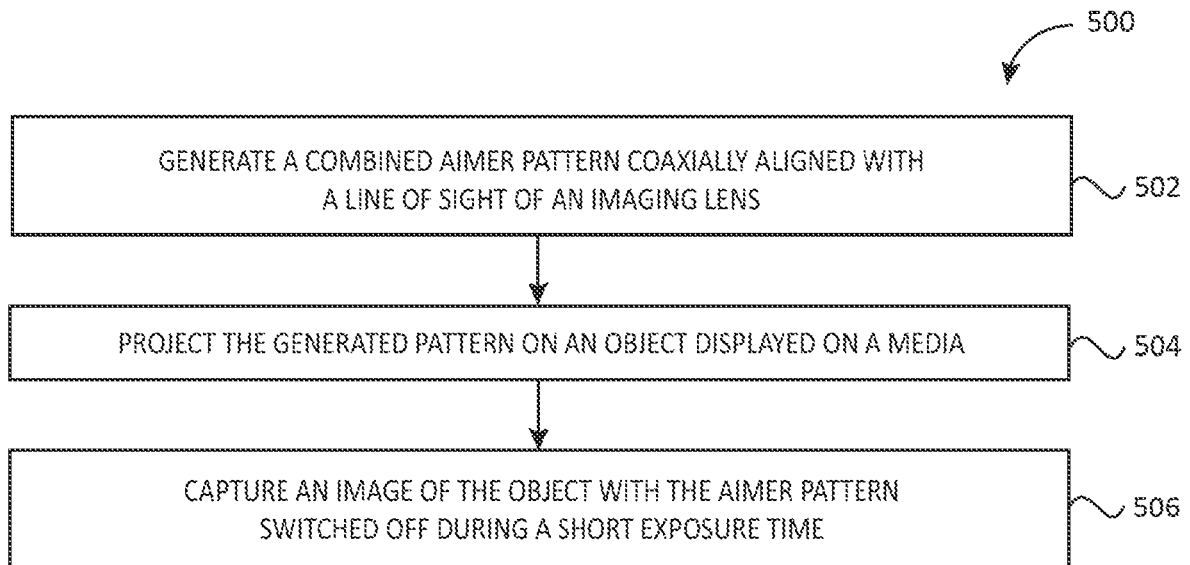 500
GENERATE A COMBINED AIMER PATTERN COAXIALLY ALIGNED WITH
A LINE OF SIGHT OF AN IMAGING LENS
502
PROJECT THE GENERATED PATTERN ON AN OBJECT DISPLAYED ON A MEDIA
504
CAPTURE AN IMAGE OF THE OBJECT WITH THE AIMER PATTERN
SWITCHED OFF DURING A SHORT EXPOSURE TIME
506